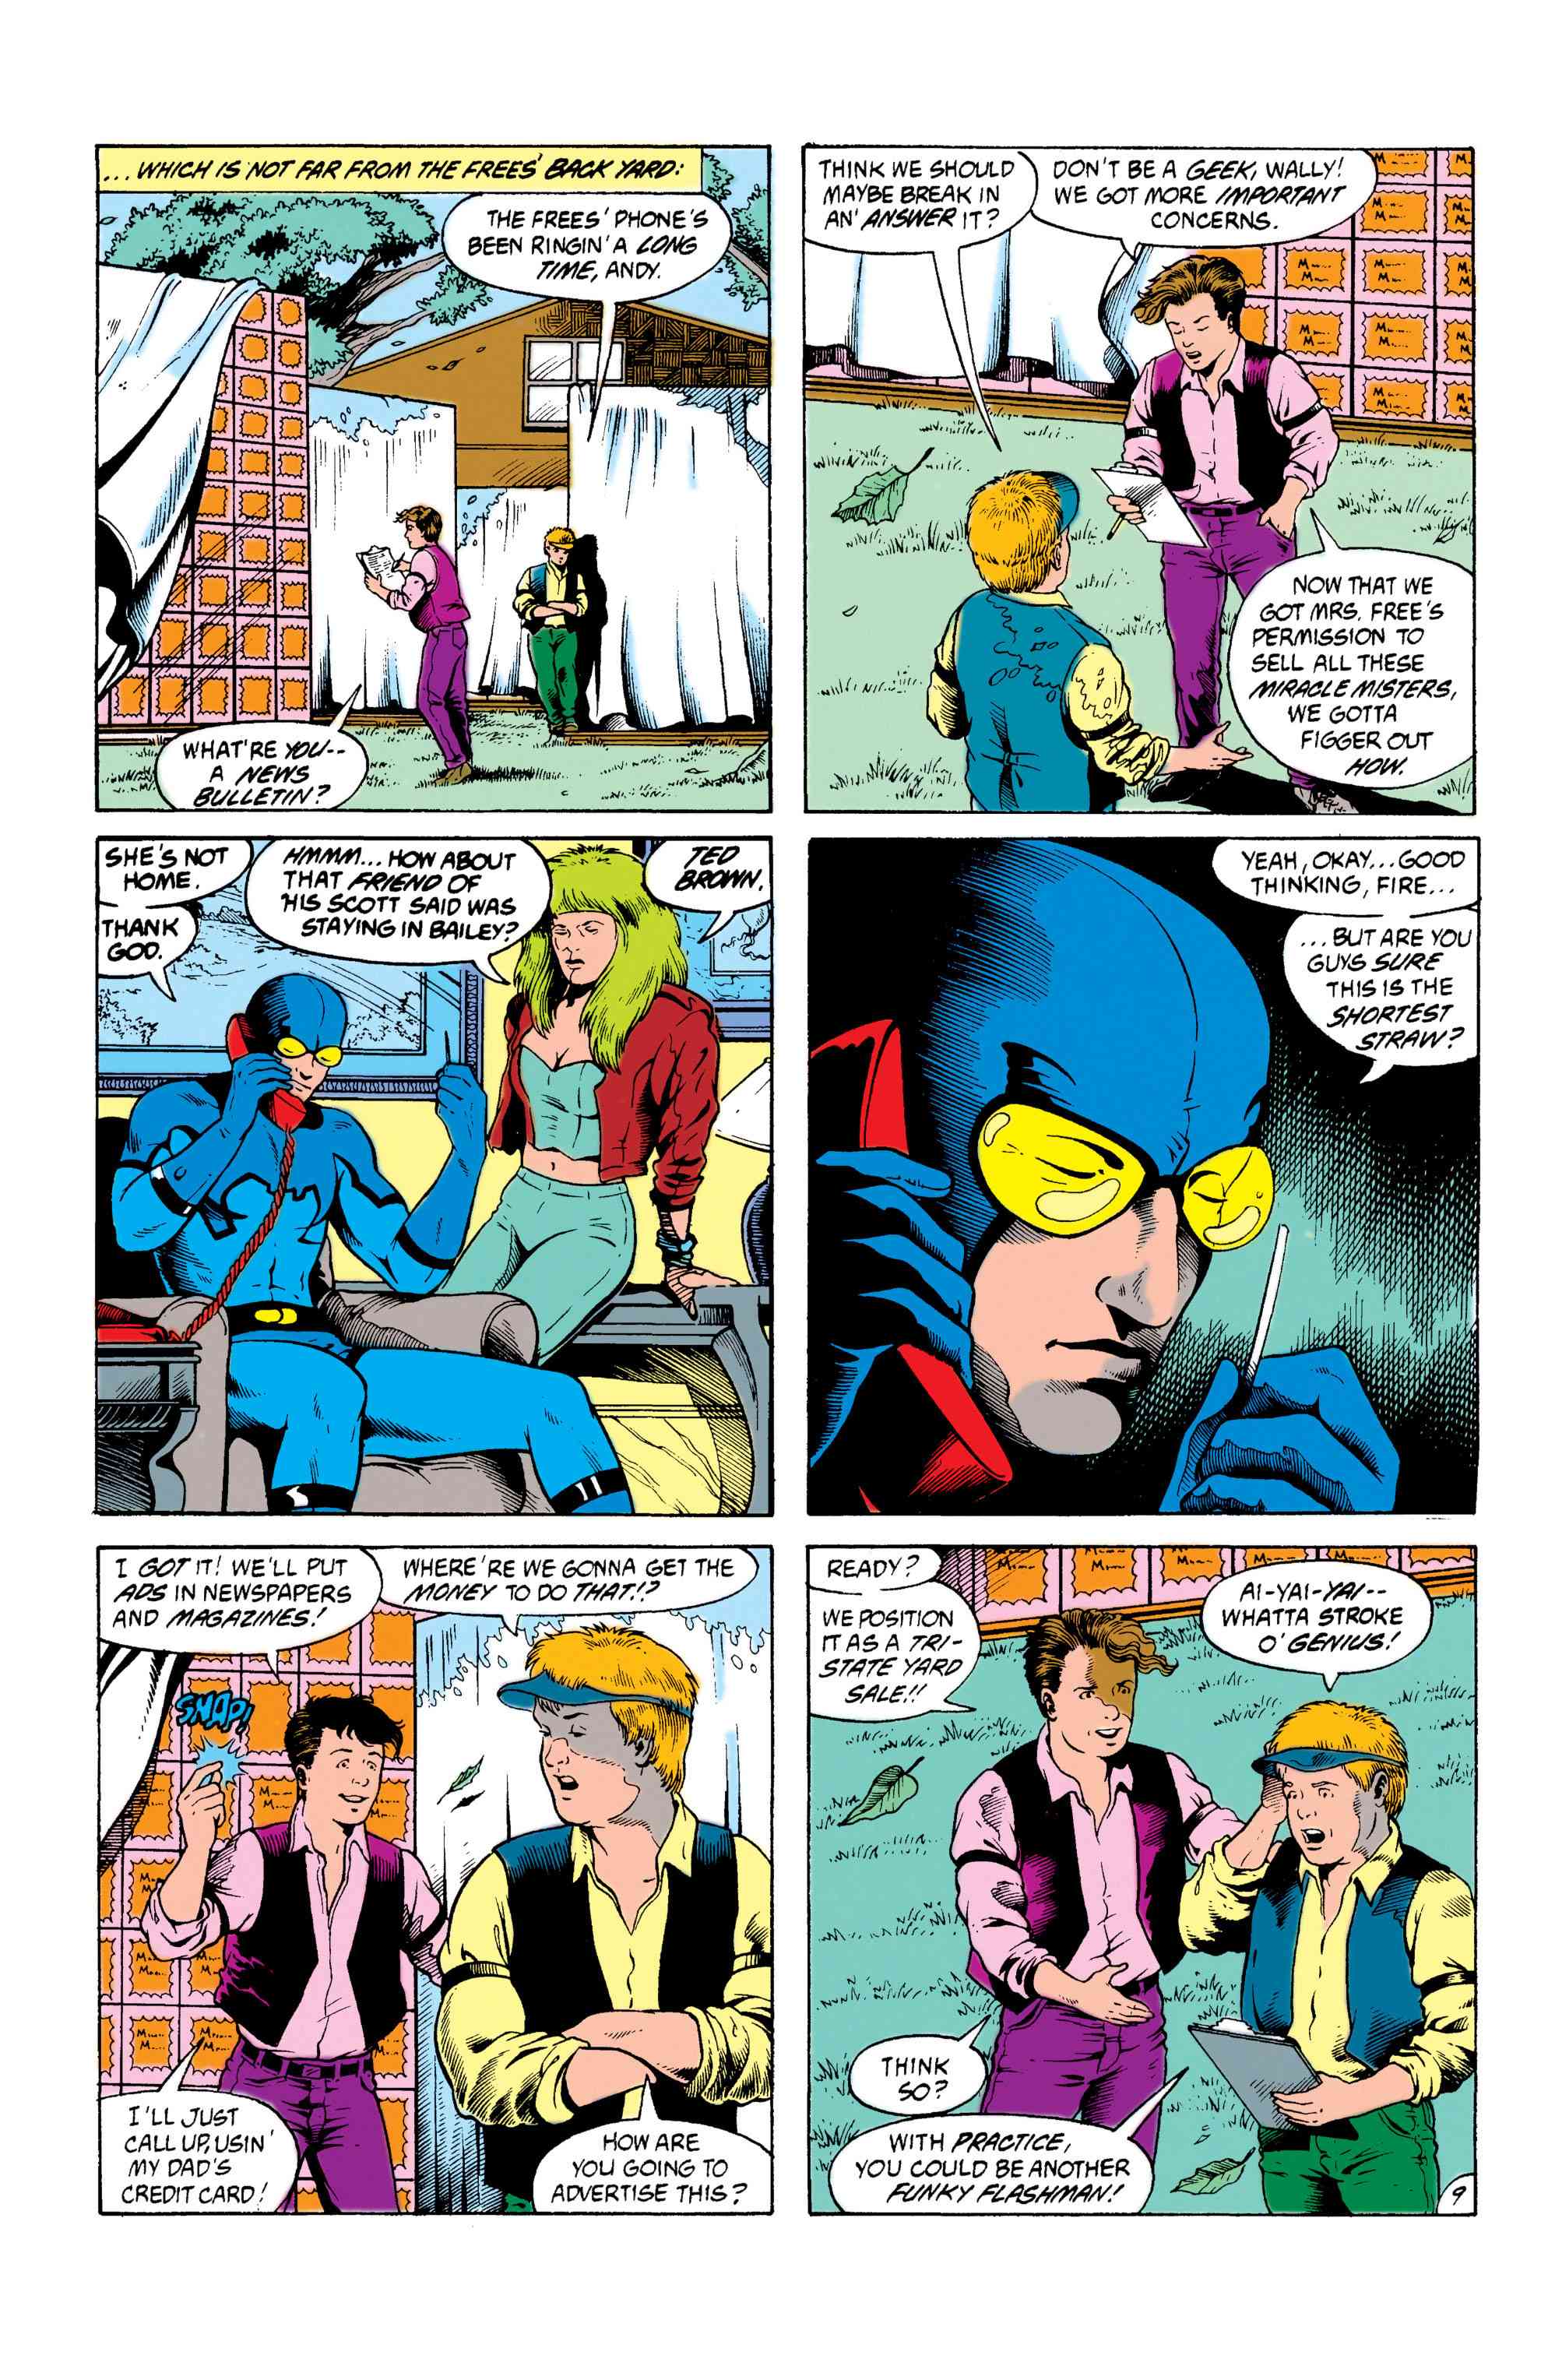 ...WHICH IS NOT FAR FROM THE FREES' BACK YARD:
THE FREES' PHONE'S
BEEN RINGIN' A LONG
TIME, ANDY.
WHAT'RE YOU--
A NEWS
BULLETIN?
THINK WE SHOULD
MAYBE BREAK IN
AN' ANSWER IT?
DON'T BE A GEEK, WALLY!
WE GOT MORE IMPORTANT
CONCERNS.
NOW THAT WE
GOT MRS. FREE'S
PERMISSION TO
SELL ALL THESE
MIRACLE MISTERS,
WE GOTTA
FIGGER OUT
HOW.
SHE'S NOT
HOME.
THANK
GOD.
HMMM... HOW ABOUT
THAT FRIEND OF
HIS SCOTT SAID WAS
STAYING IN BAILEY?
TED
BROWN.
YEAH, OKAY... GOOD
THINKING, FIRE...
...BUT ARE YOU
GUYS SURE
THIS IS THE
SHORTEST
STRAW?
I GOT IT! WE'LL PUT
ADS IN NEWSPAPERS
AND MAGAZINES!
WHERE'RE WE GONNA GET THE
MONEY TO DO THAT!?
SNAP!
I'LL JUST
CALL UP, USIN'
MY DAD'S
CREDIT CARD!
HOW ARE
YOU GOING TO
ADVERTISE THIS?
READY?
WE POSITION
IT AS A TRI-
STATE YARD
SALE!!
AI-YAI-YAI--
WHATTA STROKE
O' GENIUS!
THINK
SO?
WITH PRACTICE,
YOU COULD BE ANOTHER
FUNKY FLASHMAN!
9